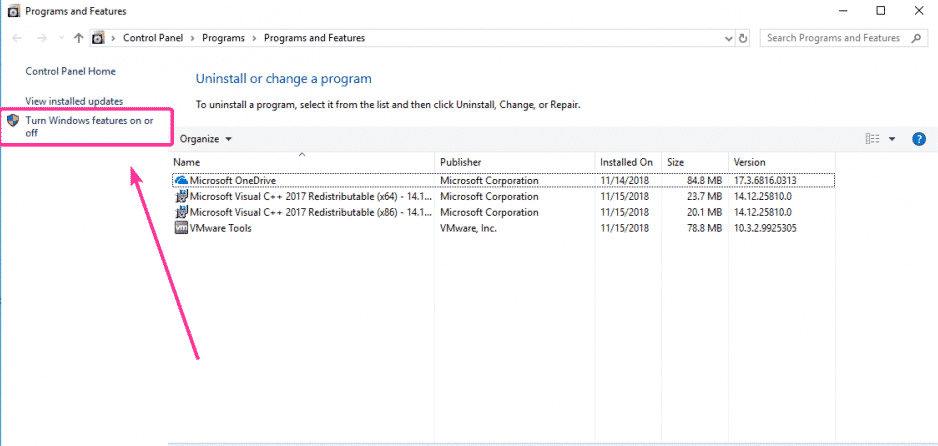 Programs and Features
Control Panel > Programs > Programs and Features
Search Programs and Features
Control Panel Home
View installed updates
Turn Windows features on or
off
Uninstall or change a program
To uninstall a program, select it from the list and then click Uninstall, Change, or Repair.
Organize
Name Publisher Installed On Size Version
Microsoft OneDrive Microsoft Corporation 11/14/2018 84.8 MB 17.3.6816.0313
Microsoft Visual C++ 2017 Redistributable (x64) - 14.1... Microsoft Corporation 11/15/2018 23.7 MB 14.12.25810.0
Microsoft Visual C++ 2017 Redistributable (x86) - 14.1... Microsoft Corporation 11/15/2018 20.1 MB 14.12.25810.0
vm VMware Tools VMware, Inc. 11/15/2018 78.8 MB 10.3.2.9925305